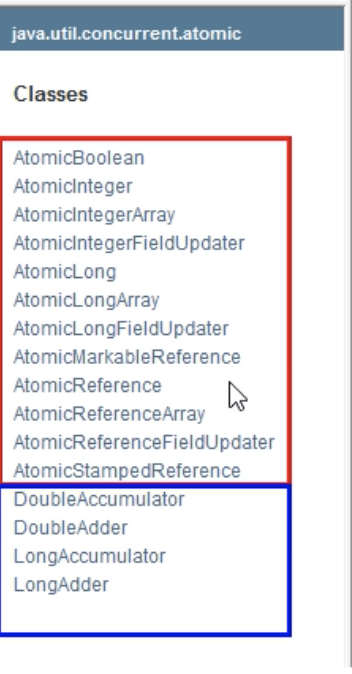 java.util.concurrent.atomic
Classes
AtomicBoolean
AtomicInteger
AtomicIntegerArray
AtomicIntegerFieldUpdater
AtomicLong
AtomicLongArray
AtomicLongFieldUpdater
AtomicMarkableReference
AtomicReference
AtomicReferenceArray
AtomicReferenceFieldUpdater
AtomicStampedReference
DoubleAccumulator
DoubleAdder
LongAccumulator
LongAdder